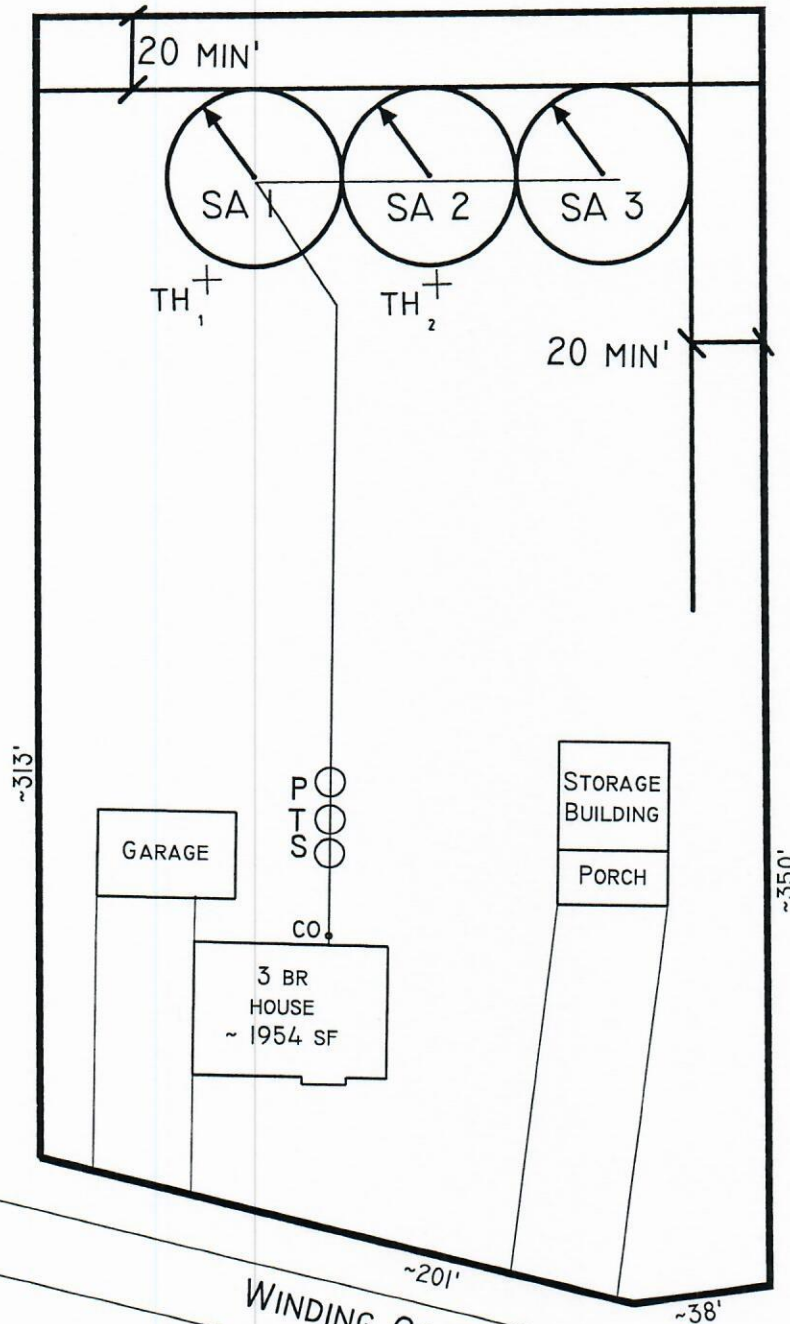 20 MIN'
SA 1
SA 2
SA 3
TH1
TH2
20 MIN'
~313'
P
T
S
GARAGE
STORAGE
BUILDING
PORCH
~350'
CO
3 BR
HOUSE
~ 1954 SF
~201'
WINDING
~38'